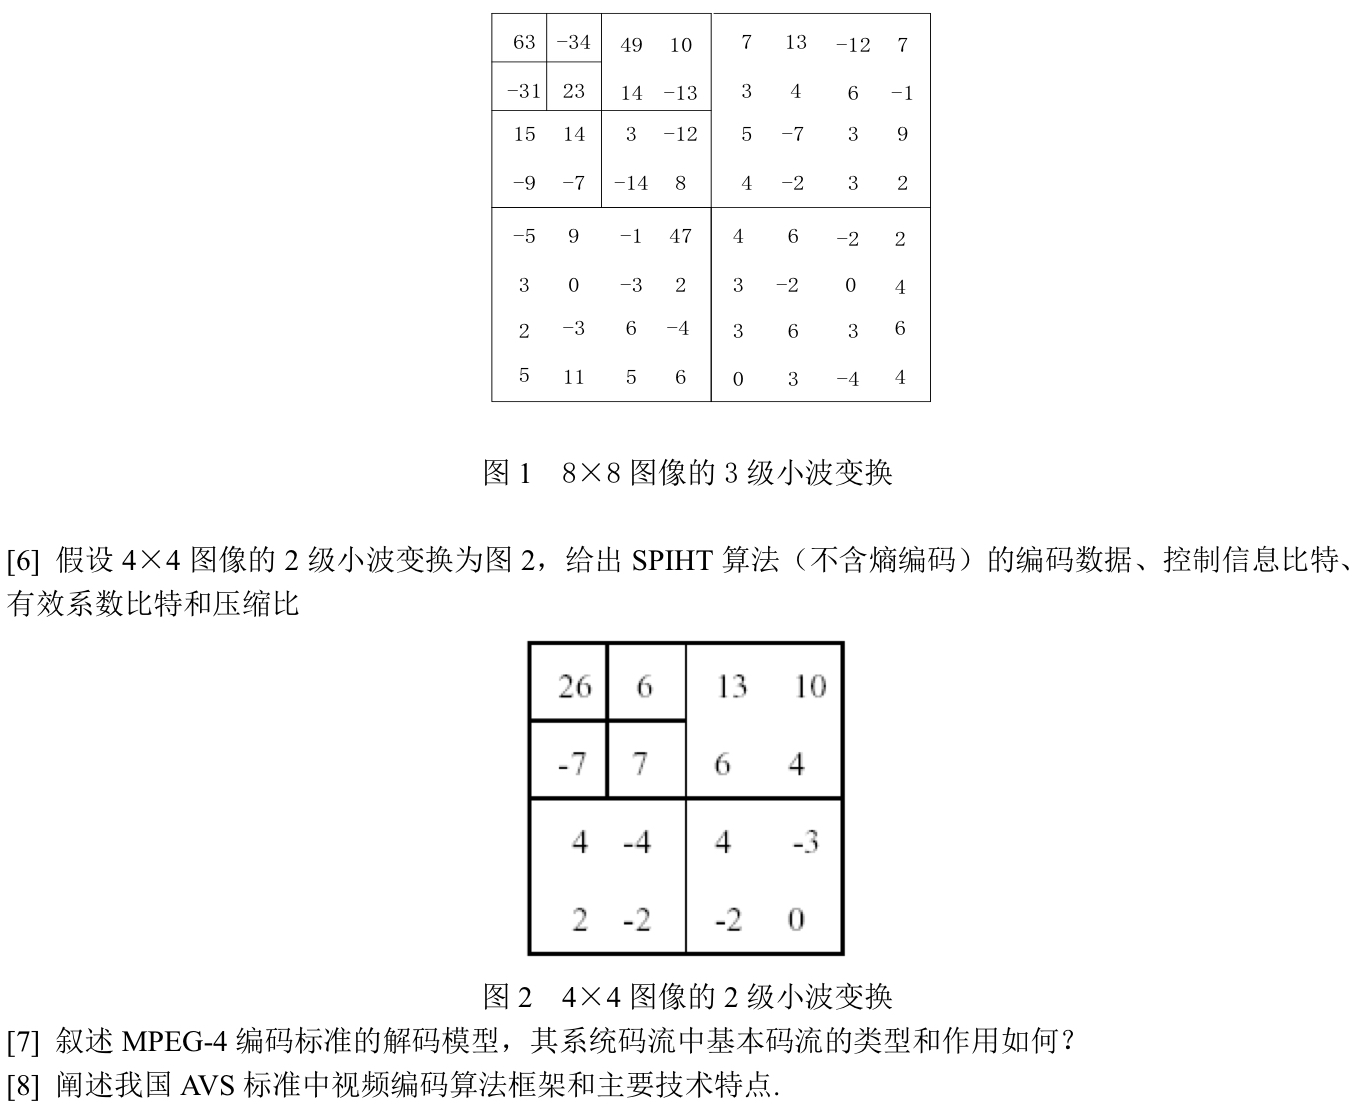 63 -34 49 10 7 13 -12 7
-31 23 14 -13 3 4 6 -1
15 14 3 -12 5 -7 3 9
-9 -7 -14 8 4 -2 3 2
-5 9 -1 47 4 6 -2 2
3 0 -3 2 3 -2 0 4
2 -3 6 -4 3 6 3 6
5 11 5 6 0 3 -4 4
图 1 8×8 图像的 3 级小波变换
[6] 假设 4×4 图像的 2 级小波变换为图 2，给出 SPIHT 算法（不含熵编码）的编码数据、控制信息比特、
有效系数比特和压缩比
26 6 13 10
-7 7 6 4
4 -4 4 -3
2 -2 -2 0
图 2 4×4 图像的 2 级小波变换
[7] 叙述 MPEG-4 编码标准的解码模型，其系统码流中基本码流的类型和作用如何？
[8] 阐述我国 AVS 标准中视频编码算法框架和主要技术特点.